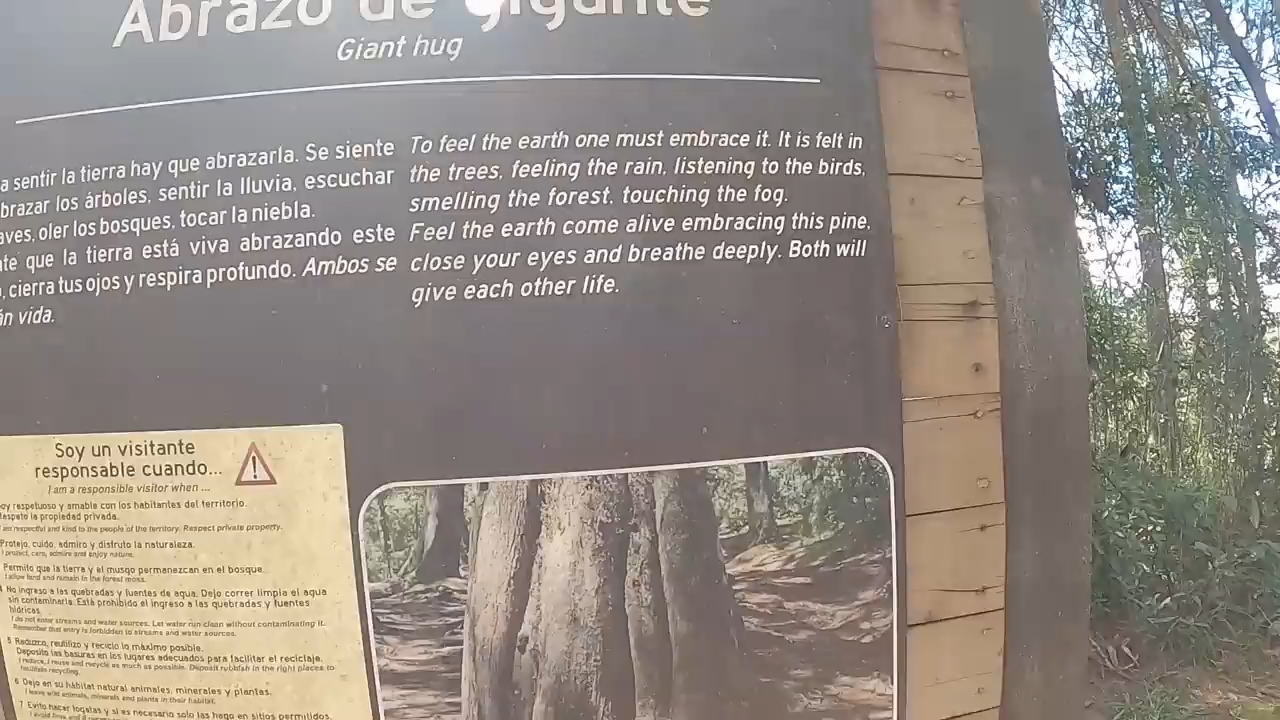 Abrazo de gigante
Giant hug
a sentir la tierra hay que abrazarla. Se siente
brazar los árboles, sentir la lluvia, escuchar
aves, oler los bosques, tocar la niebla.
te que la tierra está viva abrazando este
, cierra tus ojos y respira profundo. Ambos se
án vida.
To feel the earth one must embrace it. It is felt in
the trees, feeling the rain, listening to the birds,
smelling the forest, touching the fog.
Feel the earth come alive embracing this pine,
close your eyes and breathe deeply. Both will
give each other life.
Soy un visitante
responsable cuando...
I am a responsible visitor when ...
oy respetuoso y amable con los habitantes del territorio.
espeto la propiedad privada.
I am respectful and kind to the people of the territory. Respect private property.
Protejo, cuido, admiro y disfruto la naturaleza.
I protect, care, admire and enjoy nature.
Permito que la tierra y el musgo permanezcan en el bosque.
I allow land and remain in the forest moss.
4 No ingreso a las quebradas y fuentes de agua. Dejo correr limpia el agua
sin contaminarla. Está prohibido el ingreso a las quebradas y fuentes
hídricas.
I do not enter streams and water sources. Let water run clean without contaminating it.
Remember that entry is forbidden to streams and water sources.
5 Reduzco, reutilizo y reciclo lo máximo posible.
Deposito las basuras en los lugares adecuados para facilitar el reciclaje.
I reduce, I reuse and recycle as much as possible. Deposit rubbish in the right places to
facilitate recycling.
6 Dejo en su hábitat natural animales, minerales y plantas.
I leave wild animals, minerals and plants in their habitat.
7 Evito hacer fogatas y si es necesario solo las hago en sitios permitidos.
I avoid fires and